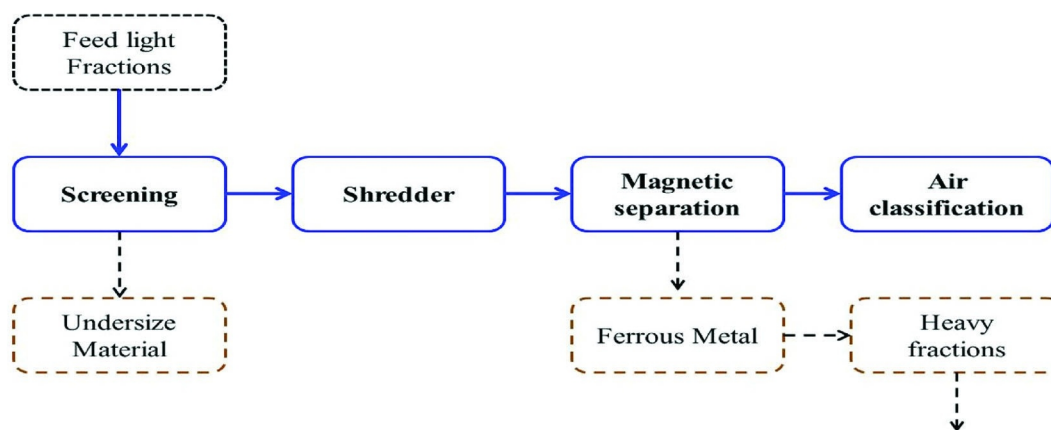 Feed light
Fractions
Screening
Shredder
Magnetic
separation
Air
classification
Undersize
Material
Ferrous Metal
Heavy
fractions